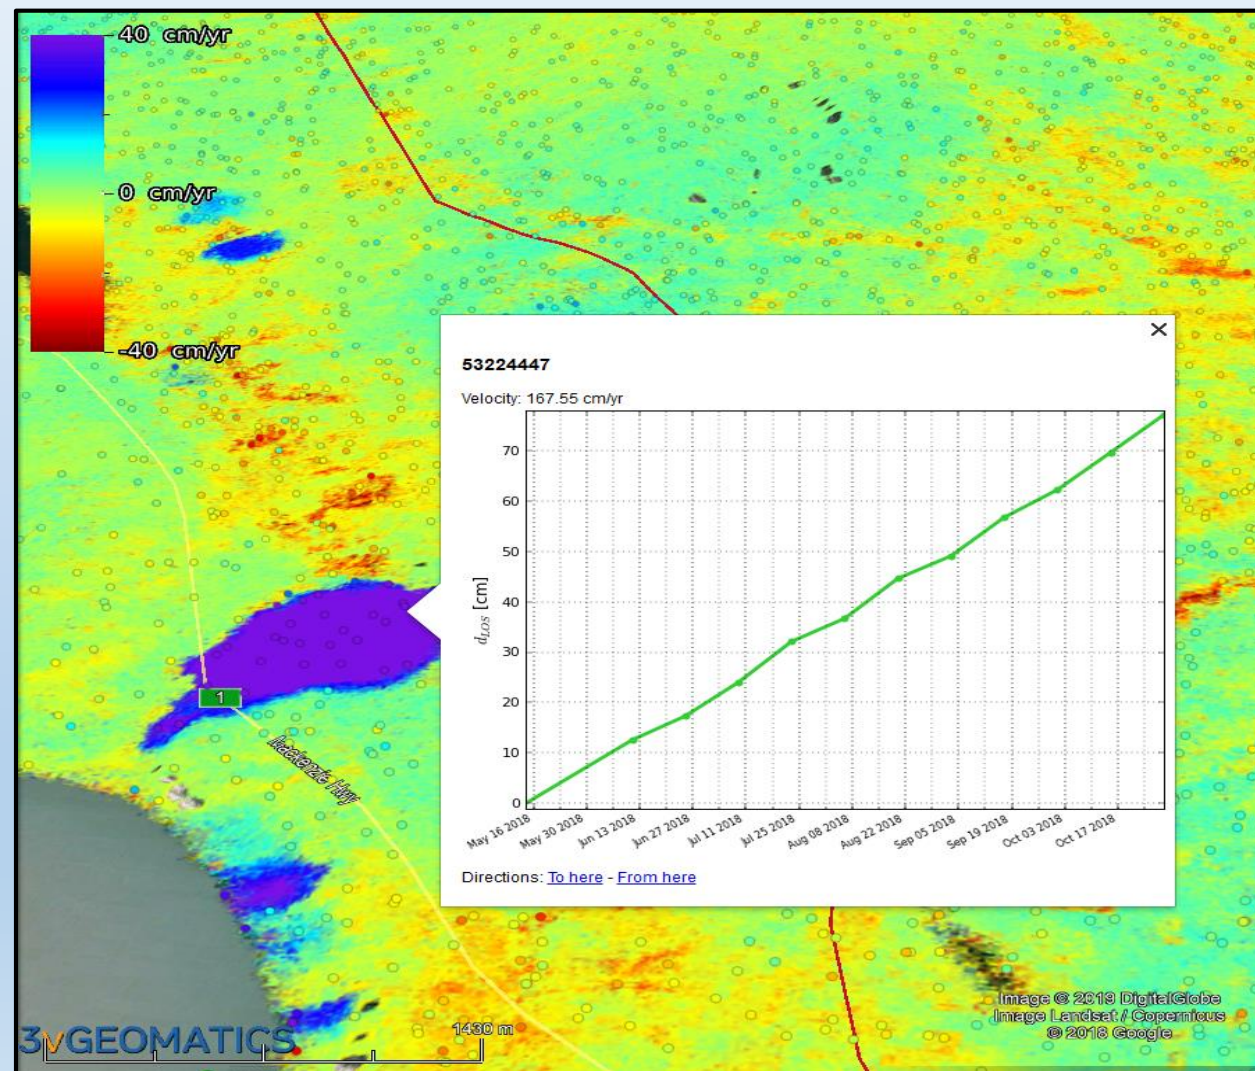 40 cm/yr
0 cm/yr
-40 cm/yr
53224447
Velocity: 167.55 cm/yr
70
60
50
40
30
20
10
0
dLOS [cm]
May 16 2018
May 30 2018
Jun 13 2018
Jun 27 2018
Jul 11 2018
Jul 25 2018
Aug 08 2018
Aug 22 2018
Sep 05 2018
Sep 19 2018
Oct 03 2018
Oct 17 2018
Directions: To here - From here
1
Mackenzie Hwy
Image © 2019 DigitalGlobe
Image Landsat / Copernicus
© 2018 Google
3vGEOMATICS
1430 m